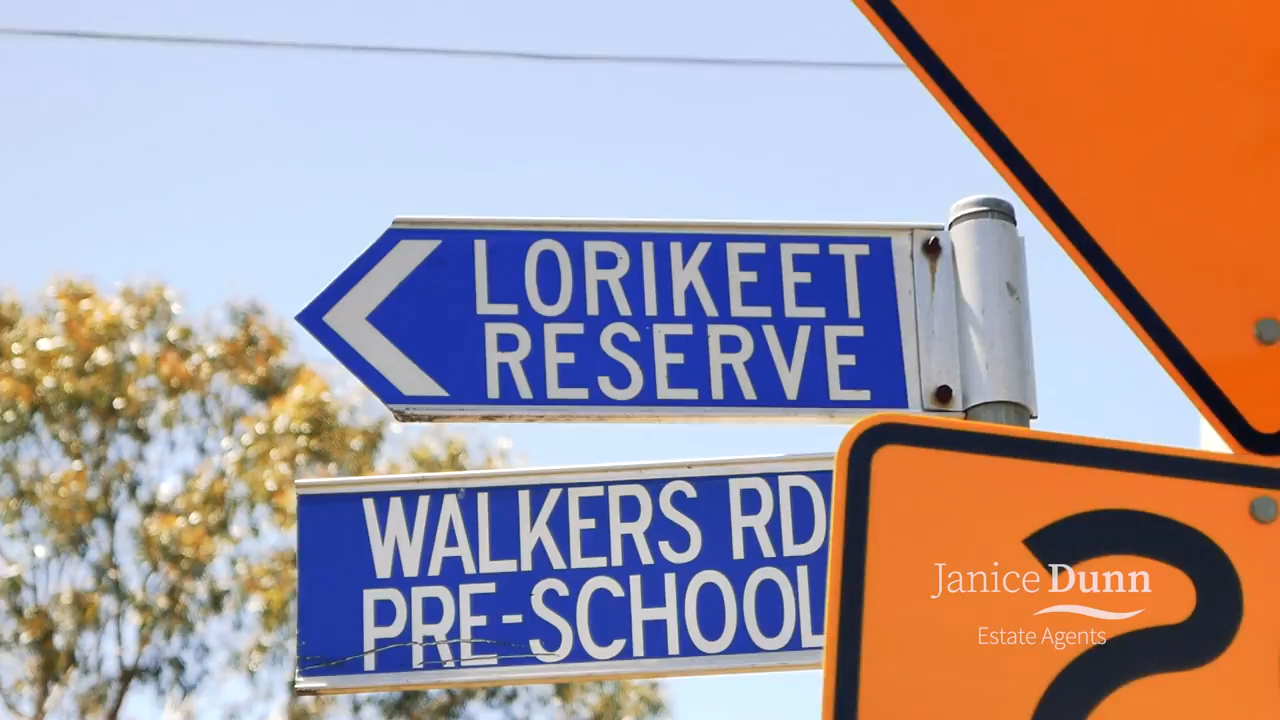 LORIKEET
RESERVE
WALKERS RD
PRE-SCHOOL
Janice Dunn
Estate Agents